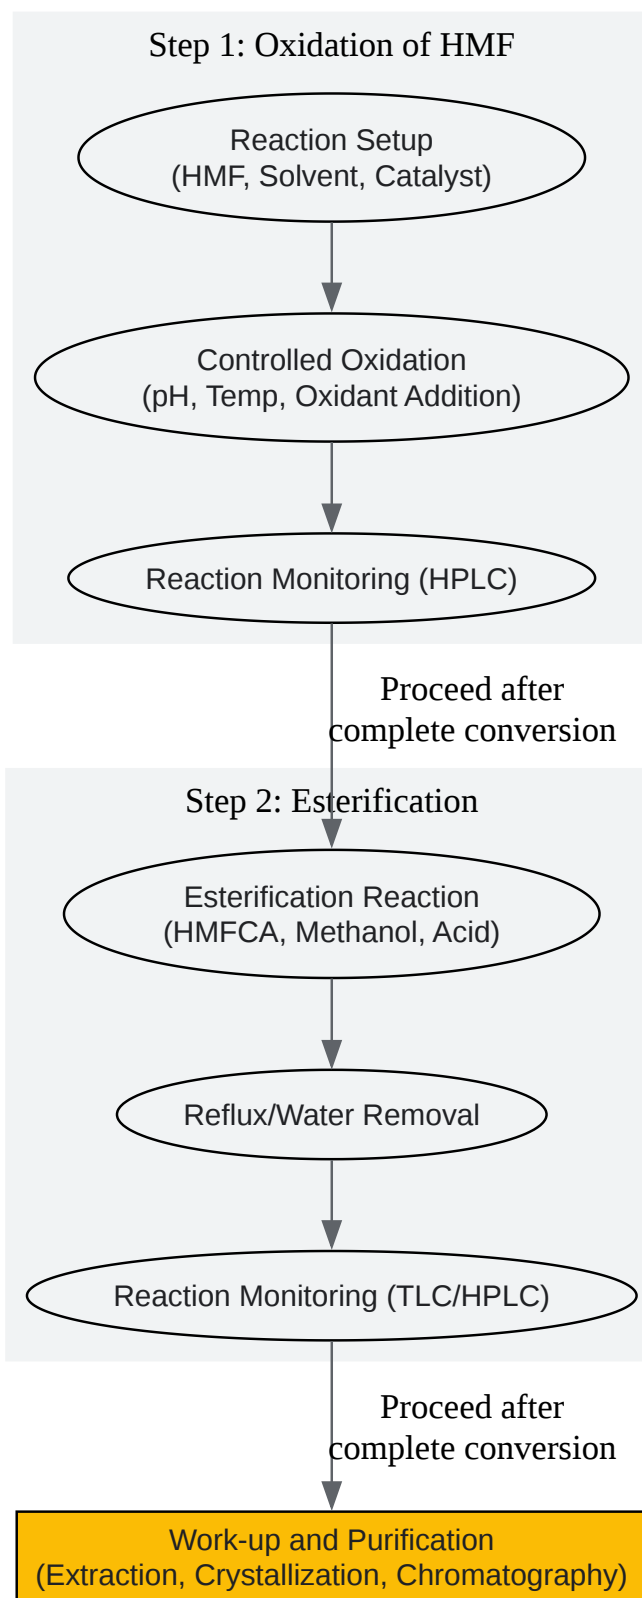 Step 1: Oxidation of HMF
Reaction Setup
(HMF, Solvent, Catalyst)
Controlled Oxidation
(pH, Temp, Oxidant Addition)
Reaction Monitoring (HPLC)
Proceed after
complete conversion
Step 2: Esterification
Esterification Reaction
(HMFCA, Methanol, Acid)
Reflux/Water Removal
Reaction Monitoring (TLC/HPLC)
Proceed after
complete conversion
Work-up and Purification
(Extraction, Crystallization, Chromatography)